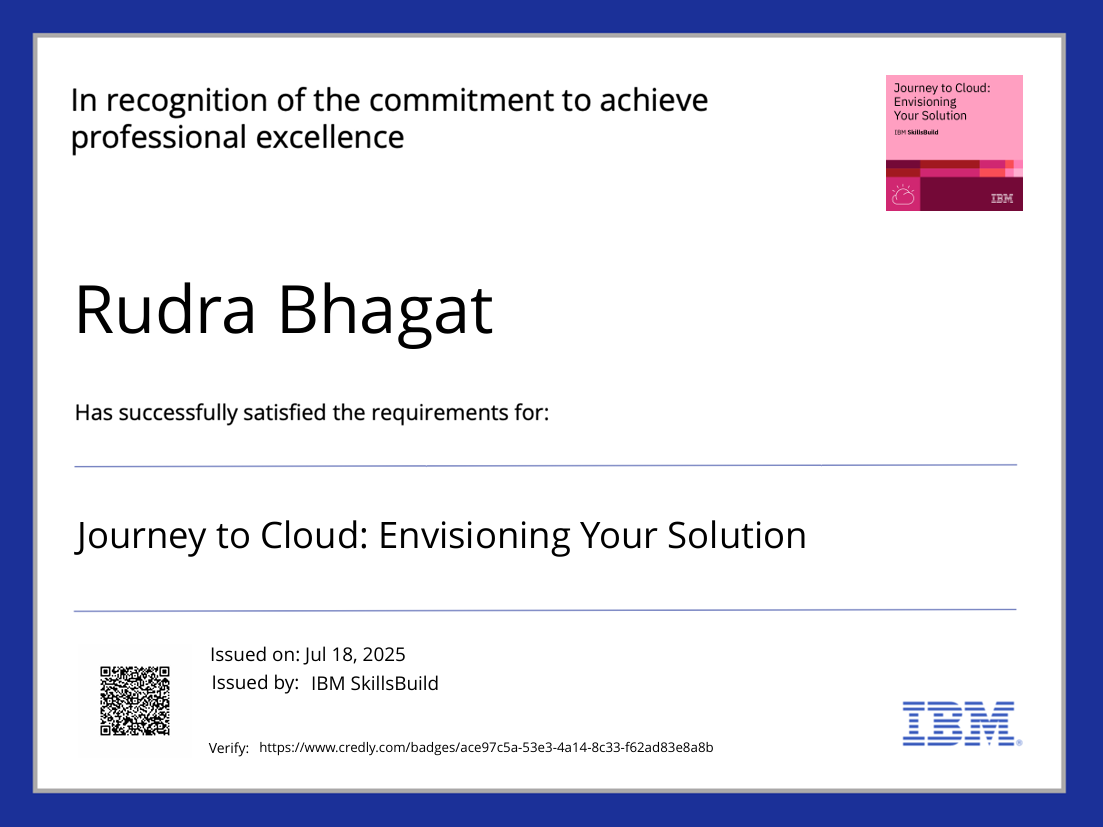 In recognition of the commitment to achieve
professional excellence
Journey to Cloud:
Envisioning
Your Solution
IBM SkillsBuild
IBM
Rudra Bhagat
Has successfully satisfied the requirements for:
Journey to Cloud: Envisioning Your Solution
Issued on: Jul 18, 2025
Issued by: IBM SkillsBuild
IBM®
Verify: https://www.credly.com/badges/ace97c5a-53e3-4a14-8c33-f62ad83e8a8b